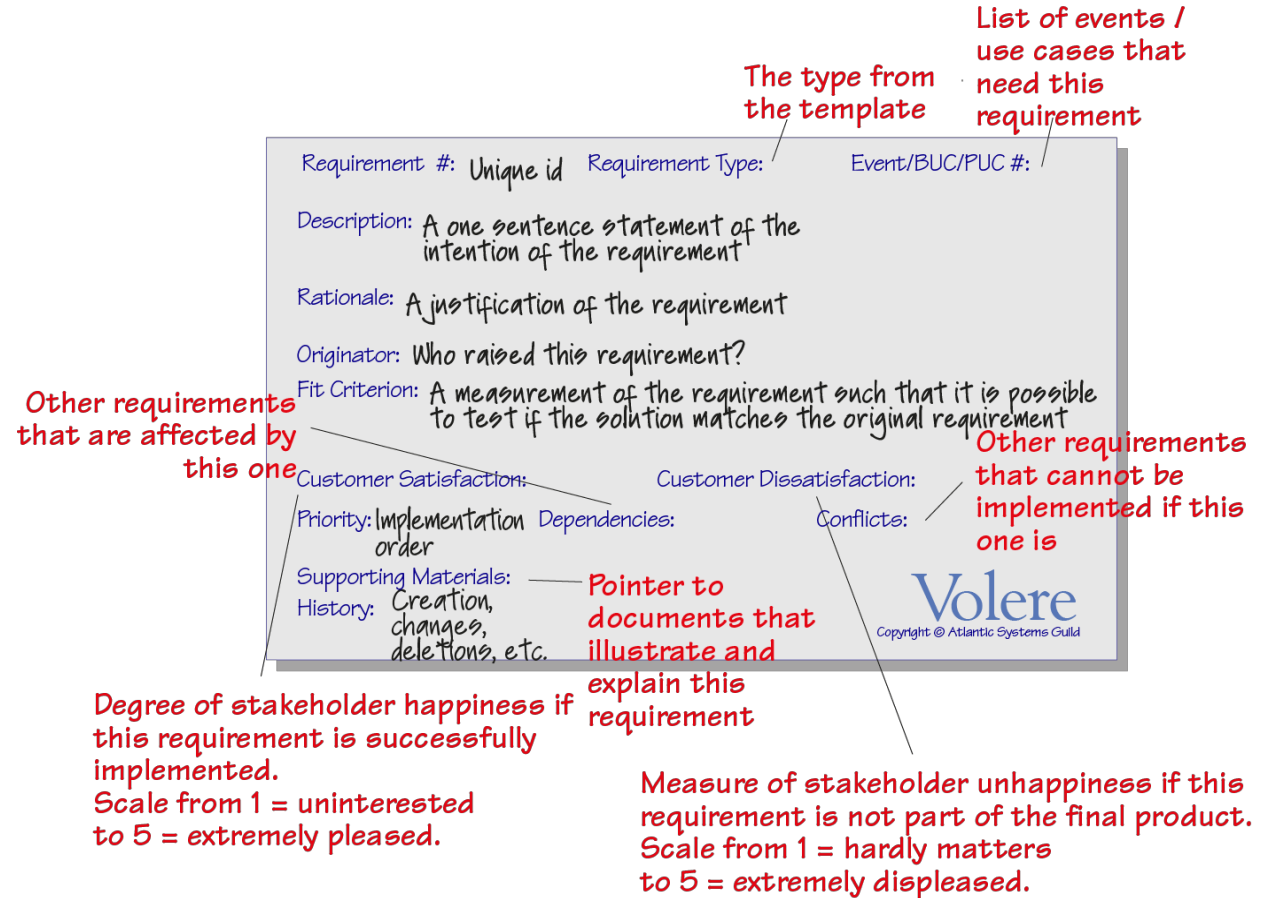 List of events /
use cases that
need this
requirement
The type from
the template
Requirement #: Unique id Requirement Type: Event/BUC/PUC #:
Description: A one sentence statement of the
intention of the requirement
Rationale: A justification of the requirement
Originator: Who raised this requirement?
Fit Criterion: A measurement of the requirement such that it is possible
to test if the solution matches the original requirement
Other requirements
that are affected by
this one
Other requirements
that cannot be
implemented if this
one is
Customer Satisfaction: Customer Dissatisfaction:
Priority: Implementation
order
Dependencies: Conflicts:
Supporting Materials:
Pointer to
documents that
illustrate and
explain this
requirement
History: Creation,
changes,
deletions, etc.
Volere
Copyright © Atlantic Systems Guild
Degree of stakeholder happiness if
this requirement is successfully
implemented.
Scale from 1 = uninterested
to 5 = extremely pleased.
Measure of stakeholder unhappiness if this
requirement is not part of the final product.
Scale from 1 = hardly matters
to 5 = extremely displeased.